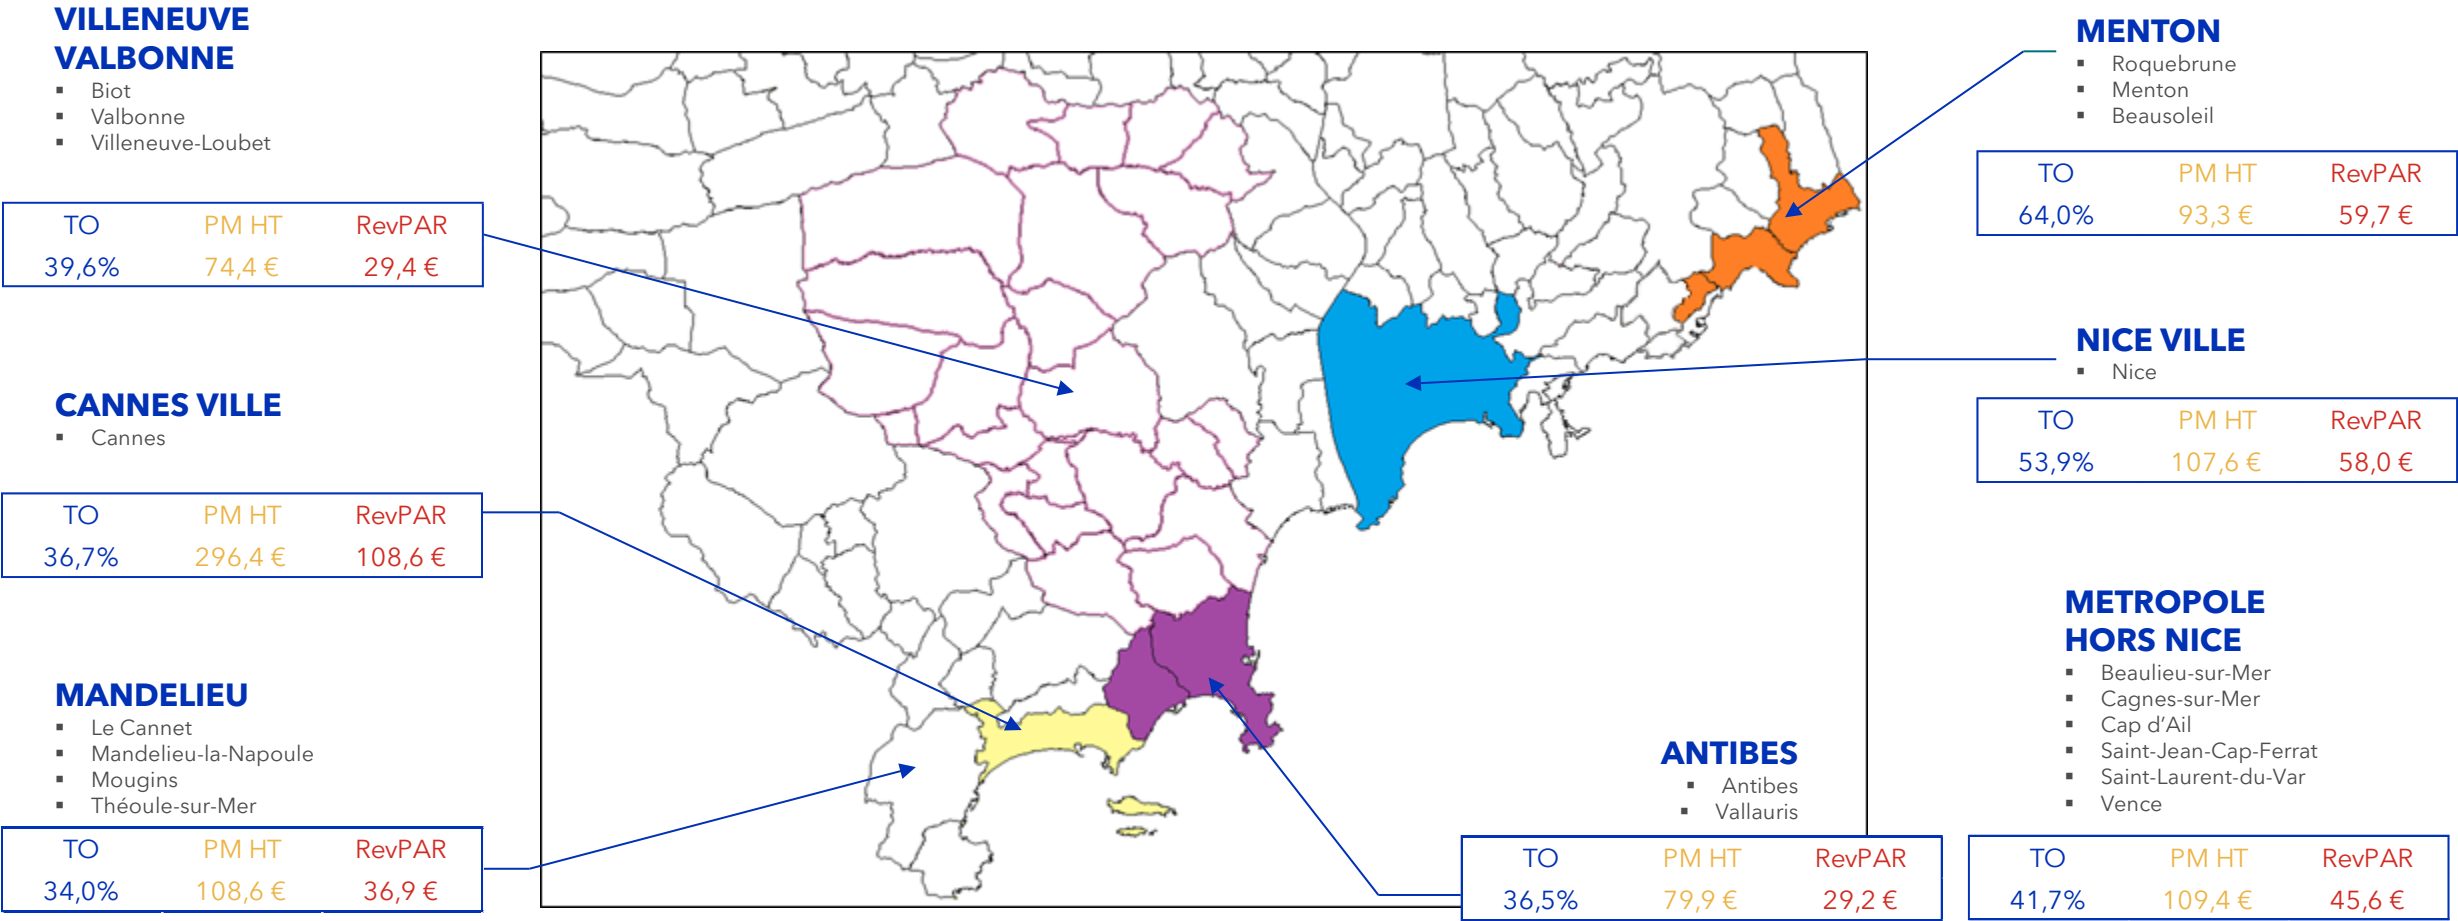 VILLENEUVE
VALBONNE
▪ Biot
▪ Valbonne
▪ Villeneuve-Loubet
TO PM HT RevPAR
39,6% 74,4 € 29,4 €
CANNES VILLE
▪ Cannes
TO PM HT RevPAR
36,7% 296,4 € 108,6 €
MANDELIEU
▪ Le Cannet
▪ Mandelieu-la-Napoule
▪ Mougins
▪ Théoule-sur-Mer
TO PM HT RevPAR
34,0% 108,6 € 36,9 €
MENTON
▪ Roquebrune
▪ Menton
▪ Beausoleil
TO PM HT RevPAR
64,0% 93,3 € 59,7 €
NICE VILLE
▪ Nice
TO PM HT RevPAR
53,9% 107,6 € 58,0 €
ANTIBES
▪ Antibes
▪ Vallauris
TO PM HT RevPAR
36,5% 79,9 € 29,2 €
METROPOLE
HORS NICE
▪ Beaulieu-sur-Mer
▪ Cagnes-sur-Mer
▪ Cap d’Ail
▪ Saint-Jean-Cap-Ferrat
▪ Saint-Laurent-du-Var
▪ Vence
TO PM HT RevPAR
41,7% 109,4 € 45,6 €